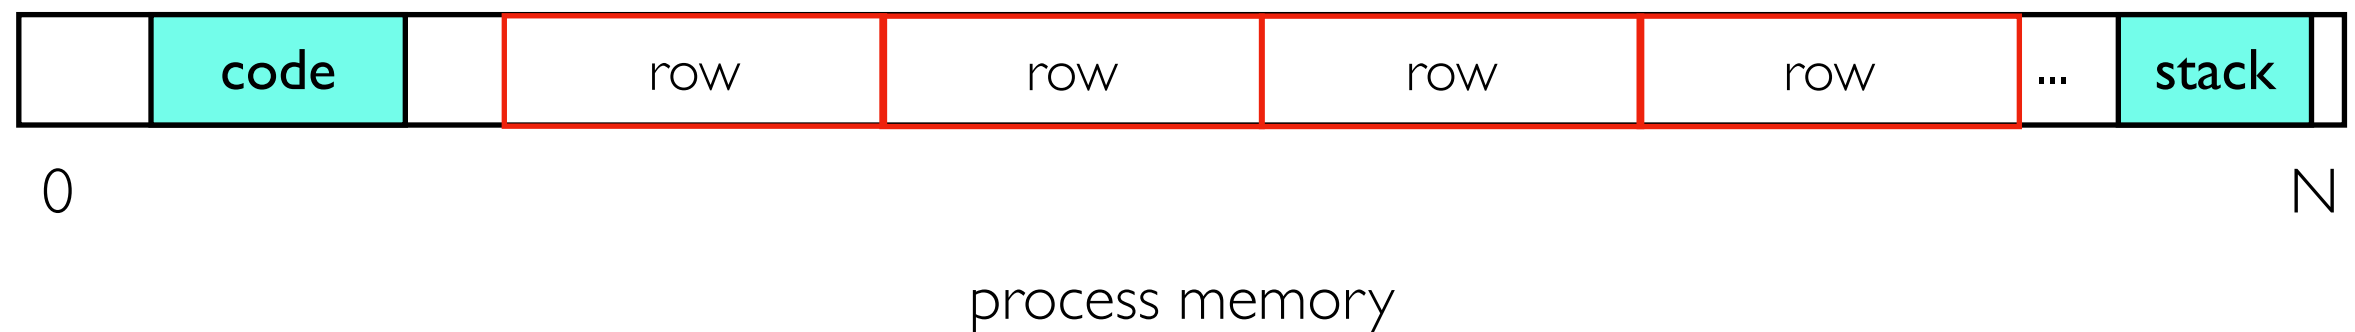 code row row row row ... stack
0 N
process memory